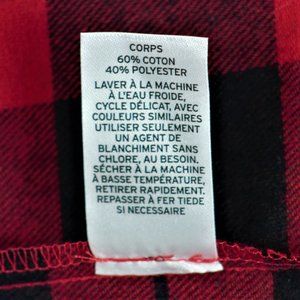 CORPS
60% COTON
40% POLYESTER
LAVER À LA MACHINE
À L'EAU FROIDE,
CYCLE DÉLICAT, AVEC
COULEURS SIMILAIRES
UTILISER SEULEMENT
UN AGENT DE
BLANCHIMENT SANS
CHLORE, AU BESOIN.
SÉCHER À LA MACHINE
À BASSE TEMPÉRATURE,
RETIRER RAPIDEMENT.
REPASSER À FER TIÈDE
SI NECESSAIRE